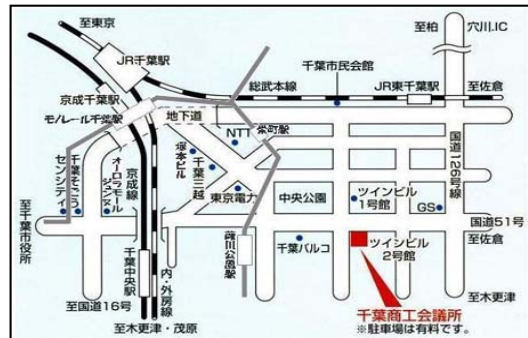 至東京
JR千葉駅
京成千葉駅
モノレール千葉駅
地下道
総武本線
千葉市民会館
JR東千葉駅
至柏
穴川.IC
至佐倉
NTT
栄町駅
塚本ビル
千葉三越
東京電力
中央公園
ツインビル
1号館
国道126号線
GS
国道51号
至佐倉
センシティ
千葉そごう
オーロラモール
ジュンヌ
京成線
至千葉市役所
葭川公園駅
千葉パルコ
ツインビル
2号館
千葉中央駅
内・外房線
至国道16号
至木更津・茂原
至木更津
千葉商工会議所
※駐車場は有料です。